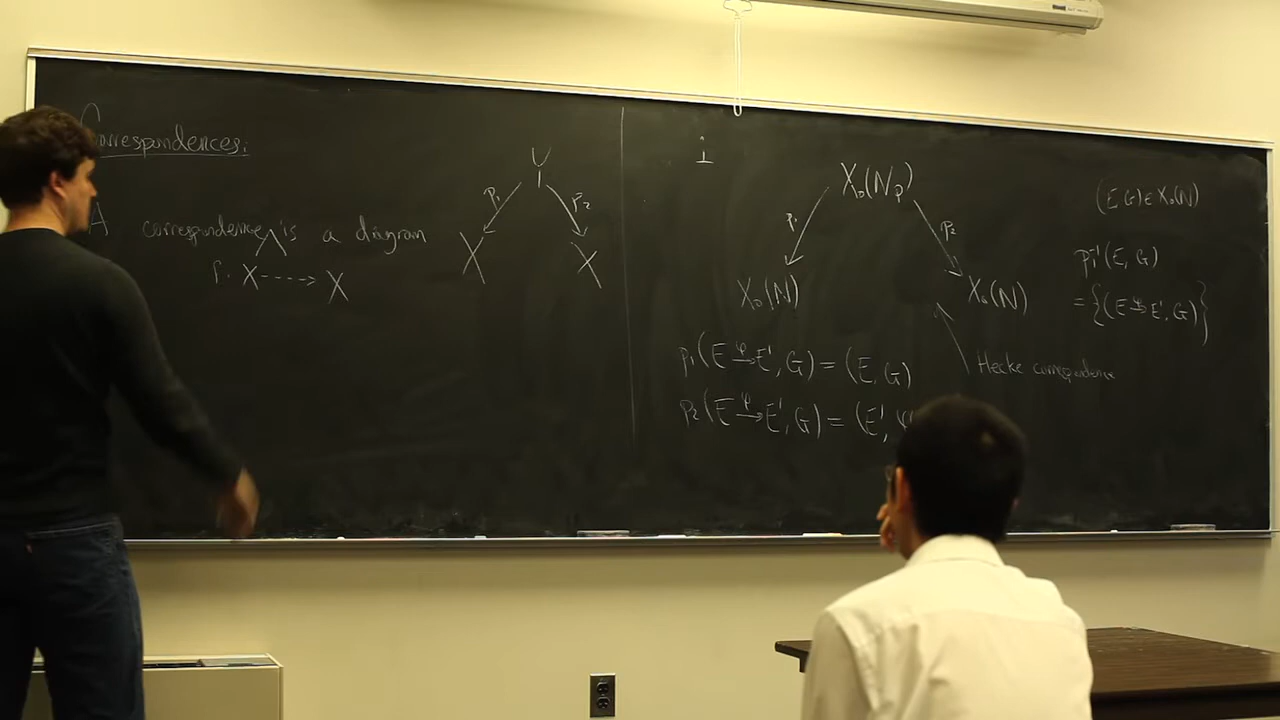 Correspondences:
A correspondence is a diagram
X ----> X
Y
p₁ p₂
X X
X₀(Np)
p₁ p₂
X₀(N) X₀(N)
p₁(E →φ E', G) = (E, G)
p₂(E →φ E', G) = (E',
Hecke correspondence
(E, G) ∈ X₀(N)
p₁⁻¹(E, G)
= {(E →φ E', G)}